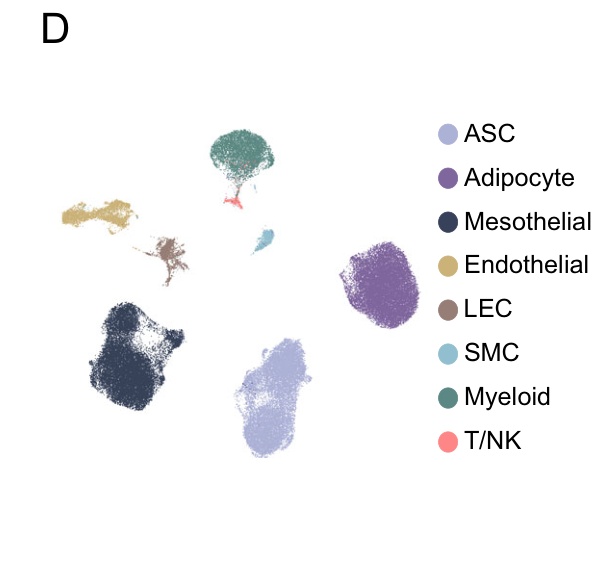 D
ASC
Adipocyte
Mesothelial
Endothelial
LEC
SMC
Myeloid
T/NK